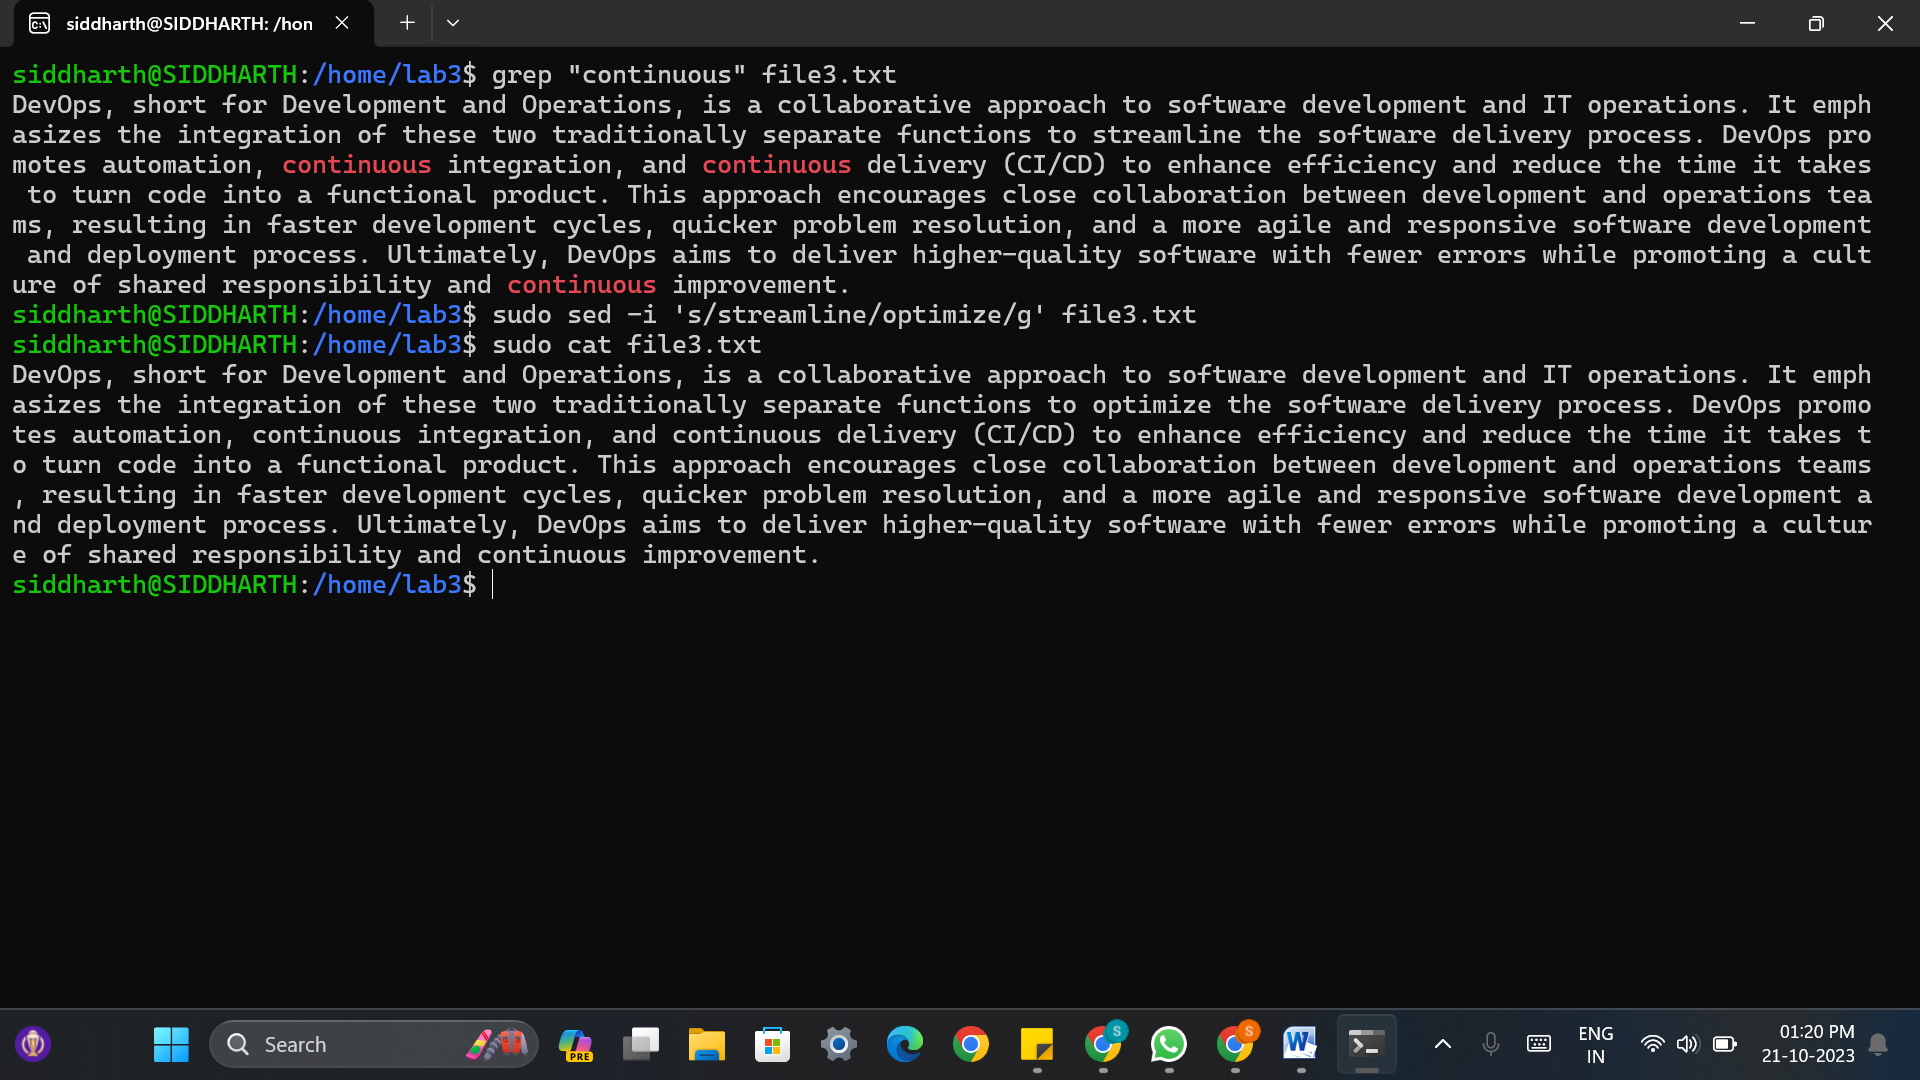 siddharth@SIDDHARTH: /hon
siddharth@SIDDHARTH:/home/lab3$ grep "continuous" file3.txt
DevOps, short for Development and Operations, is a collaborative approach to software development and IT operations. It emph
asizes the integration of these two traditionally separate functions to streamline the software delivery process. DevOps pro
motes automation, continuous integration, and continuous delivery (CI/CD) to enhance efficiency and reduce the time it takes
 to turn code into a functional product. This approach encourages close collaboration between development and operations tea
ms, resulting in faster development cycles, quicker problem resolution, and a more agile and responsive software development
 and deployment process. Ultimately, DevOps aims to deliver higher-quality software with fewer errors while promoting a cult
ure of shared responsibility and continuous improvement.
siddharth@SIDDHARTH:/home/lab3$ sudo sed -i 's/streamline/optimize/g' file3.txt
siddharth@SIDDHARTH:/home/lab3$ sudo cat file3.txt
DevOps, short for Development and Operations, is a collaborative approach to software development and IT operations. It emph
asizes the integration of these two traditionally separate functions to optimize the software delivery process. DevOps promo
tes automation, continuous integration, and continuous delivery (CI/CD) to enhance efficiency and reduce the time it takes t
o turn code into a functional product. This approach encourages close collaboration between development and operations teams
, resulting in faster development cycles, quicker problem resolution, and a more agile and responsive software development a
nd deployment process. Ultimately, DevOps aims to deliver higher-quality software with fewer errors while promoting a cultur
e of shared responsibility and continuous improvement.
siddharth@SIDDHARTH:/home/lab3$
Search
PRE
S
S
W
ENG
IN
01:20 PM
21-10-2023